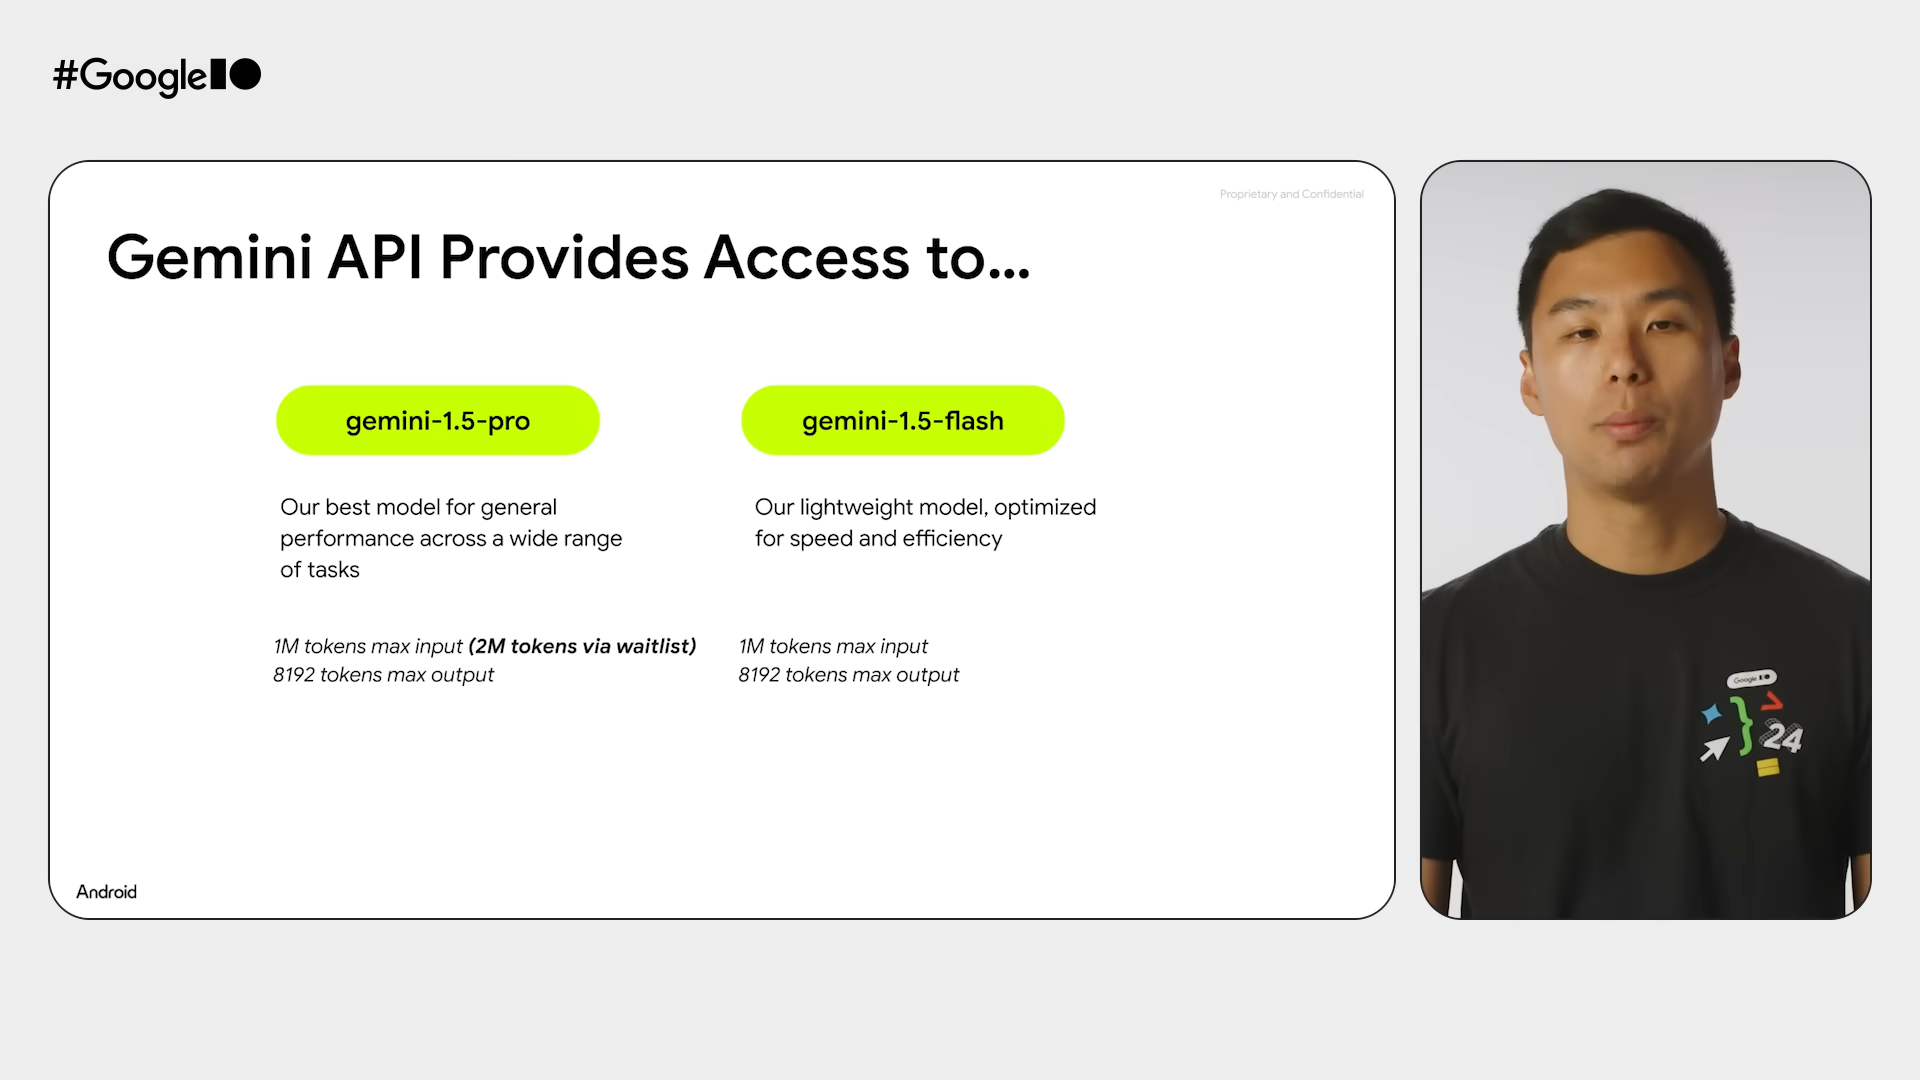 #GoogleIO
Proprietary and Confidential
Gemini API Provides Access to...
gemini-1.5-pro
Our best model for general
performance across a wide range
of tasks
1M tokens max input (2M tokens via waitlist)
8192 tokens max output
gemini-1.5-flash
Our lightweight model, optimized
for speed and efficiency
1M tokens max input
8192 tokens max output
Android
Google IO
24